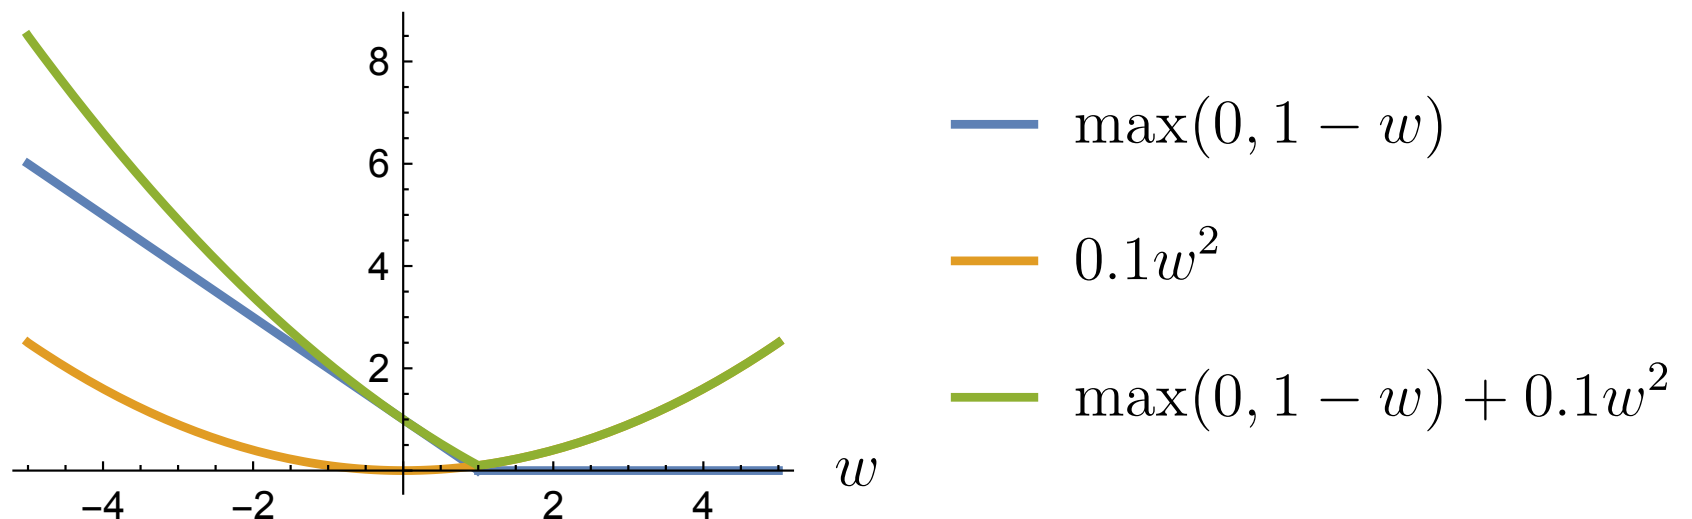 8
6
4
2
−4 −2 2 4
w
max(0, 1 − w)
0.1w²
max(0, 1 − w) + 0.1w²